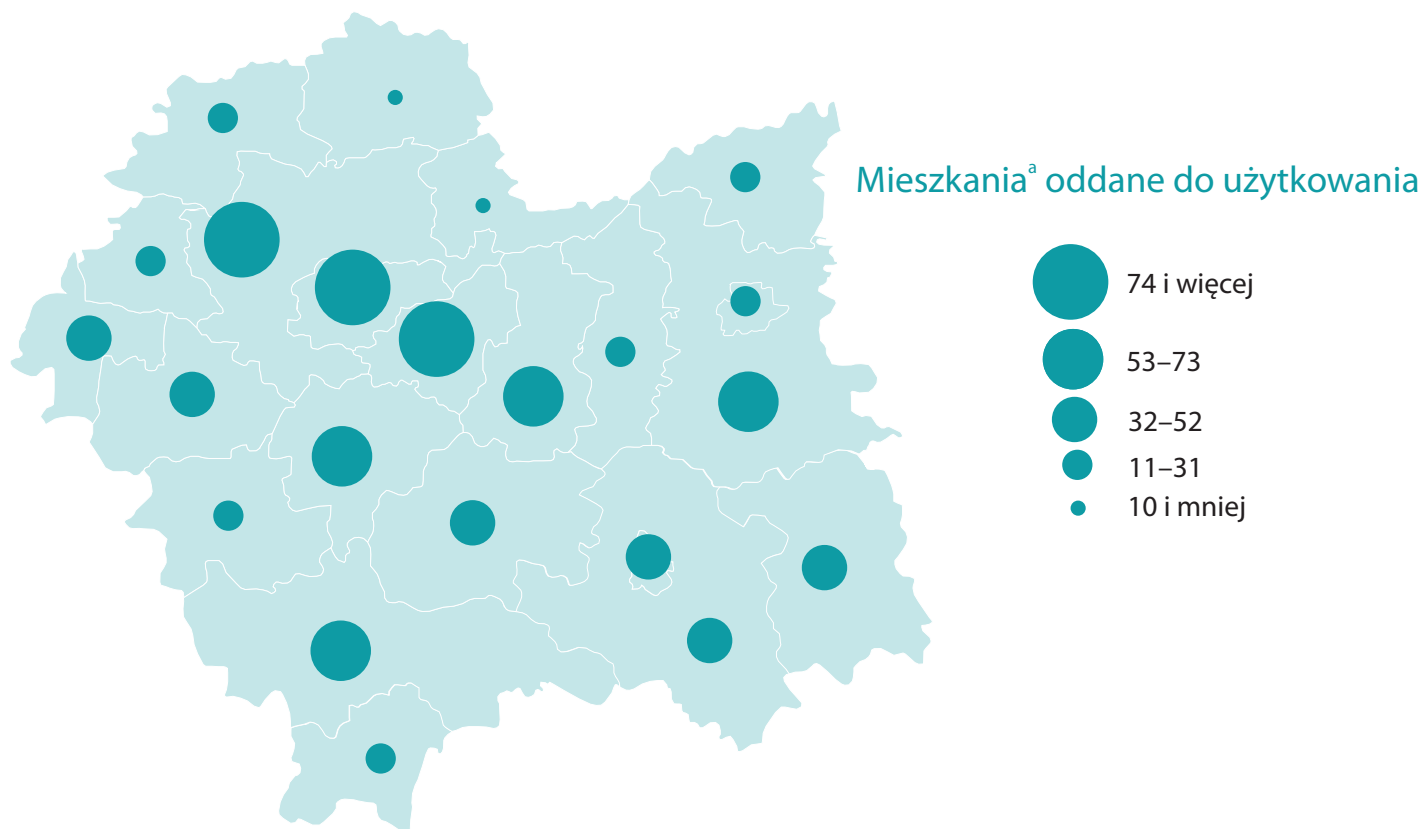 Mieszkaniaᵃ oddane do użytkowania
74 i więcej
53–73
32–52
11–31
10 i mniej